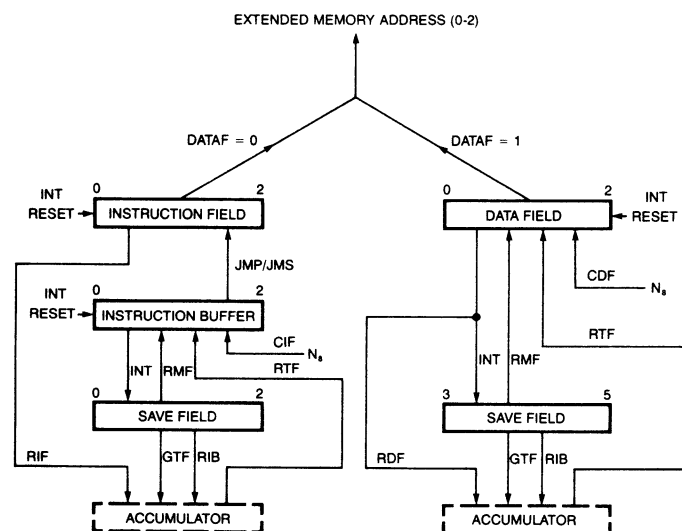 EXTENDED MEMORY ADDRESS (0-2)
DATAF = 0
DATAF = 1
0
2
INT
RESET
INSTRUCTION FIELD
0
2
DATA FIELD
INT
RESET
JMP/JMS
INT
RESET
0
2
INSTRUCTION BUFFER
CDF
N8
CIF
N8
RTF
INT
RMF
RTF
INT
RMF
0
2
SAVE FIELD
3
5
SAVE FIELD
RIF
GTF
RIB
RDF
GTF
RIB
ACCUMULATOR
ACCUMULATOR